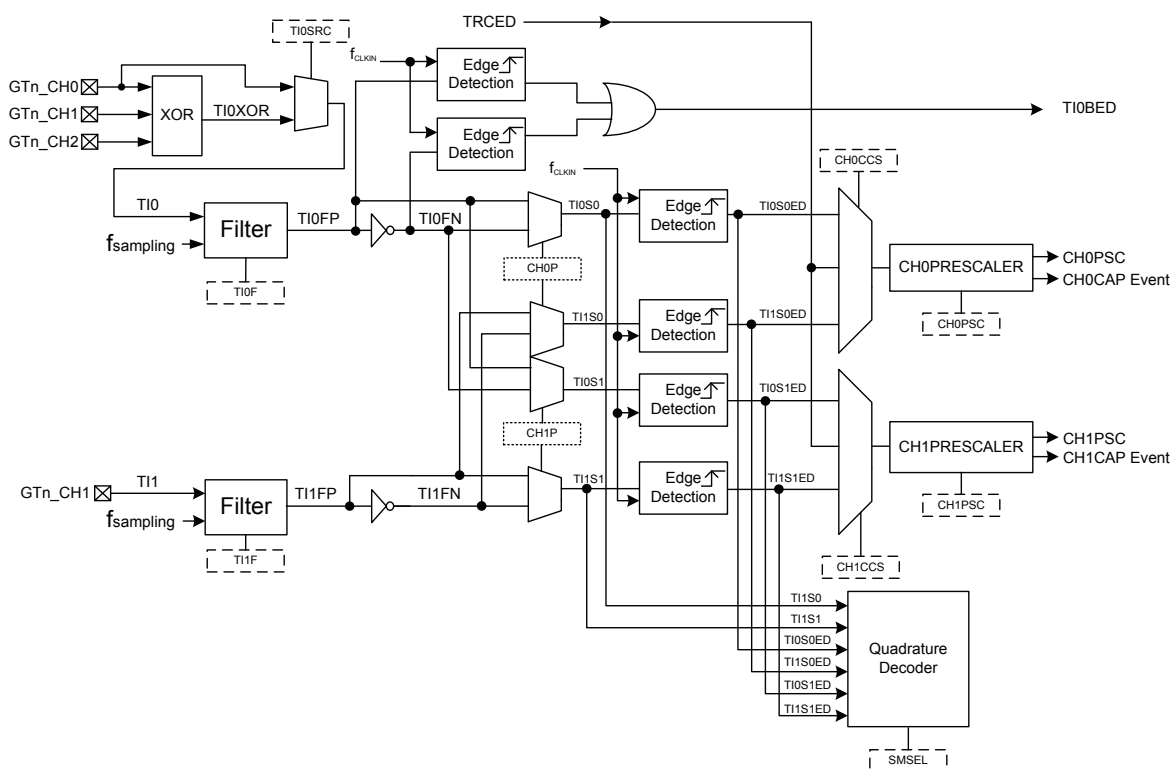 TRCED
TI0SRC
fCLKIN
Edge
Detection
GTn_CH0
GTn_CH1
GTn_CH2
XOR
TI0XOR
TI0BED
Edge
Detection
fCLKIN
CH0CCS
TI0
fsampling
Filter
TI0FP
TI0FN
TI0S0
Edge
Detection
TI0S0ED
TI0F
CH0P
CH0PRESCALER
CH0PSC
CH0CAP Event
TI1S0
Edge
Detection
TI1S0ED
CH0PSC
TI0S1
Edge
Detection
TI0S1ED
CH1P
CH1PRESCALER
CH1PSC
CH1CAP Event
GTn_CH1
TI1
fsampling
Filter
TI1FP
TI1FN
TI1S1
Edge
Detection
TI1S1ED
CH1PSC
TI1F
CH1CCS
TI1S0
TI1S1
TI0S0ED
TI1S0ED
TI0S1ED
TI1S1ED
Quadrature
Decoder
SMSEL